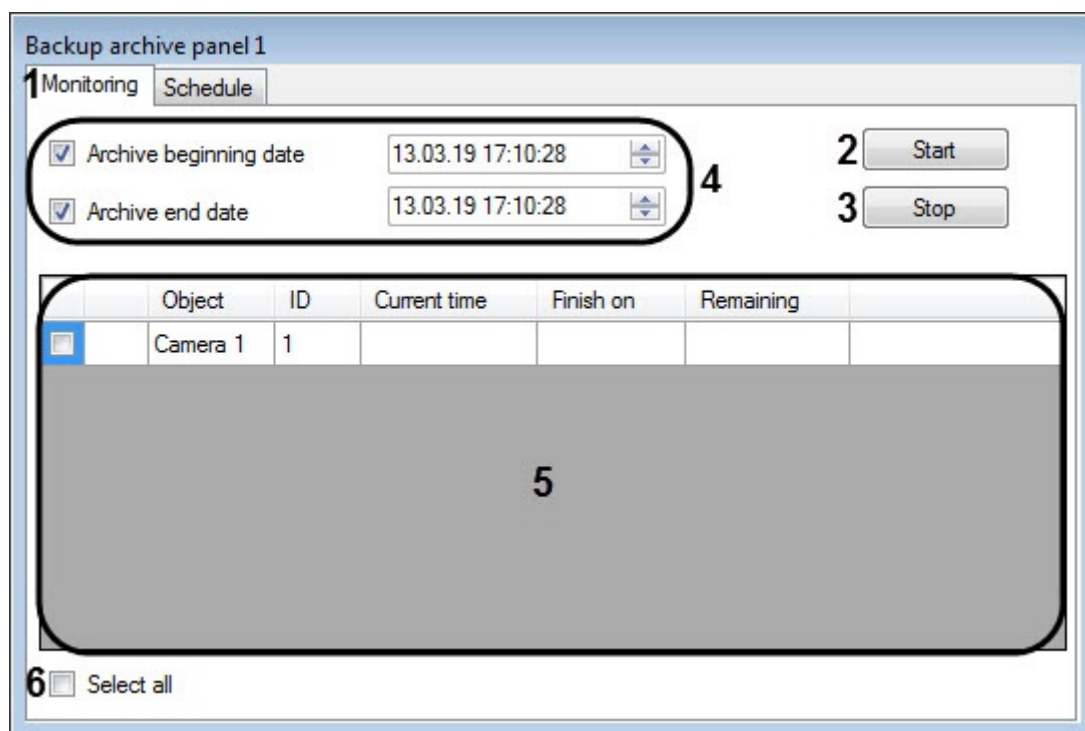 Backup archive panel 1
1 Monitoring Schedule
Archive beginning date 13.03.19 17:10:28 2 Start
4
Archive end date 13.03.19 17:10:28 3 Stop
Object ID Current time Finish on Remaining
Camera 1 1
5
6 Select all